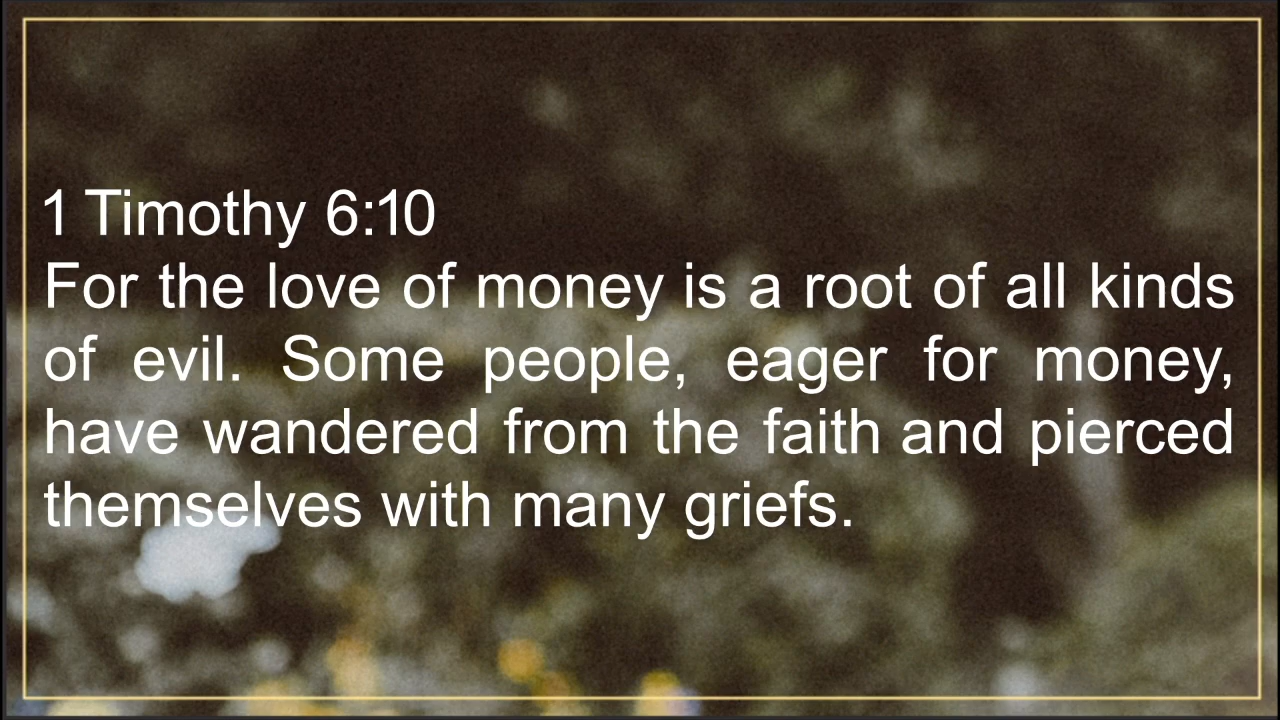 1 Timothy 6:10
For the love of money is a root of all kinds
of evil. Some people, eager for money,
have wandered from the faith and pierced
themselves with many griefs.